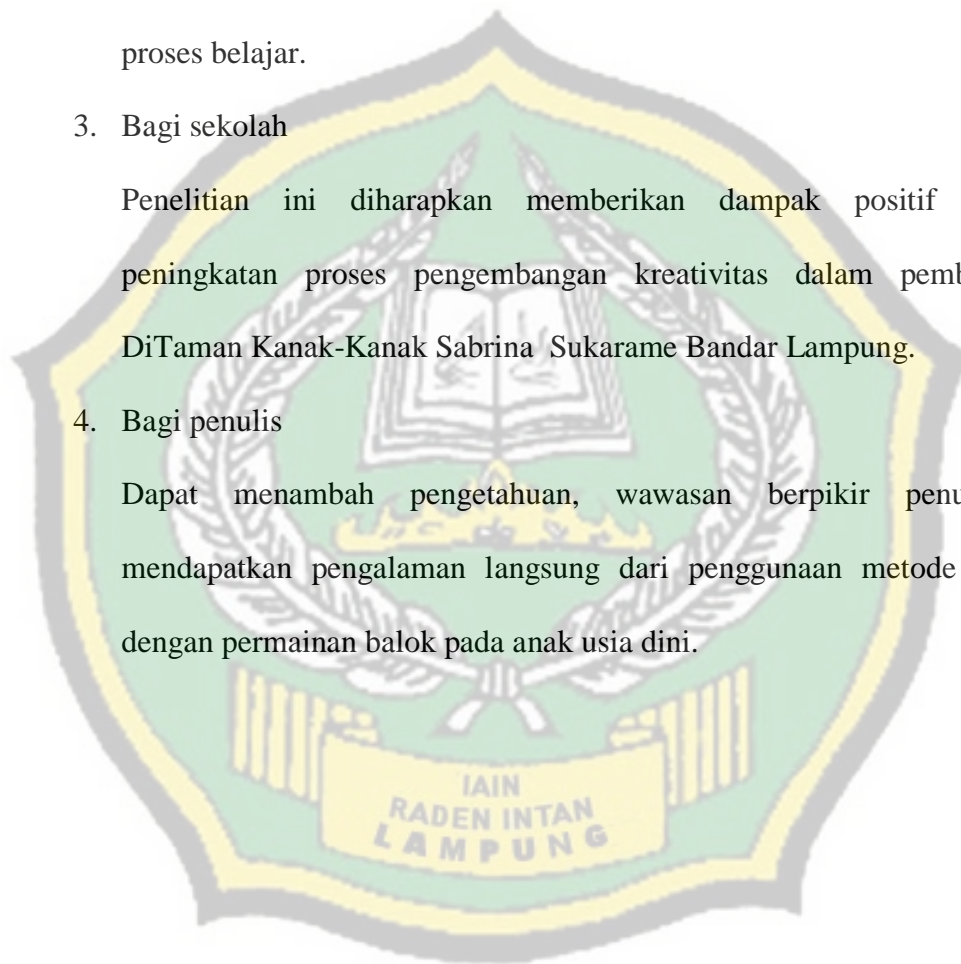 proses belajar.
3. Bagi sekolah
Penelitian ini diharapkan memberikan dampak positif
peningkatan proses pengembangan kreativitas dalam pemb
DiTaman Kanak-Kanak Sabrina Sukarame Bandar Lampung.
4. Bagi penulis
Dapat menambah pengetahuan, wawasan berpikir penu
mendapatkan pengalaman langsung dari penggunaan metode
dengan permainan balok pada anak usia dini.
IAIN
RADEN INTAN
LAMPUNG